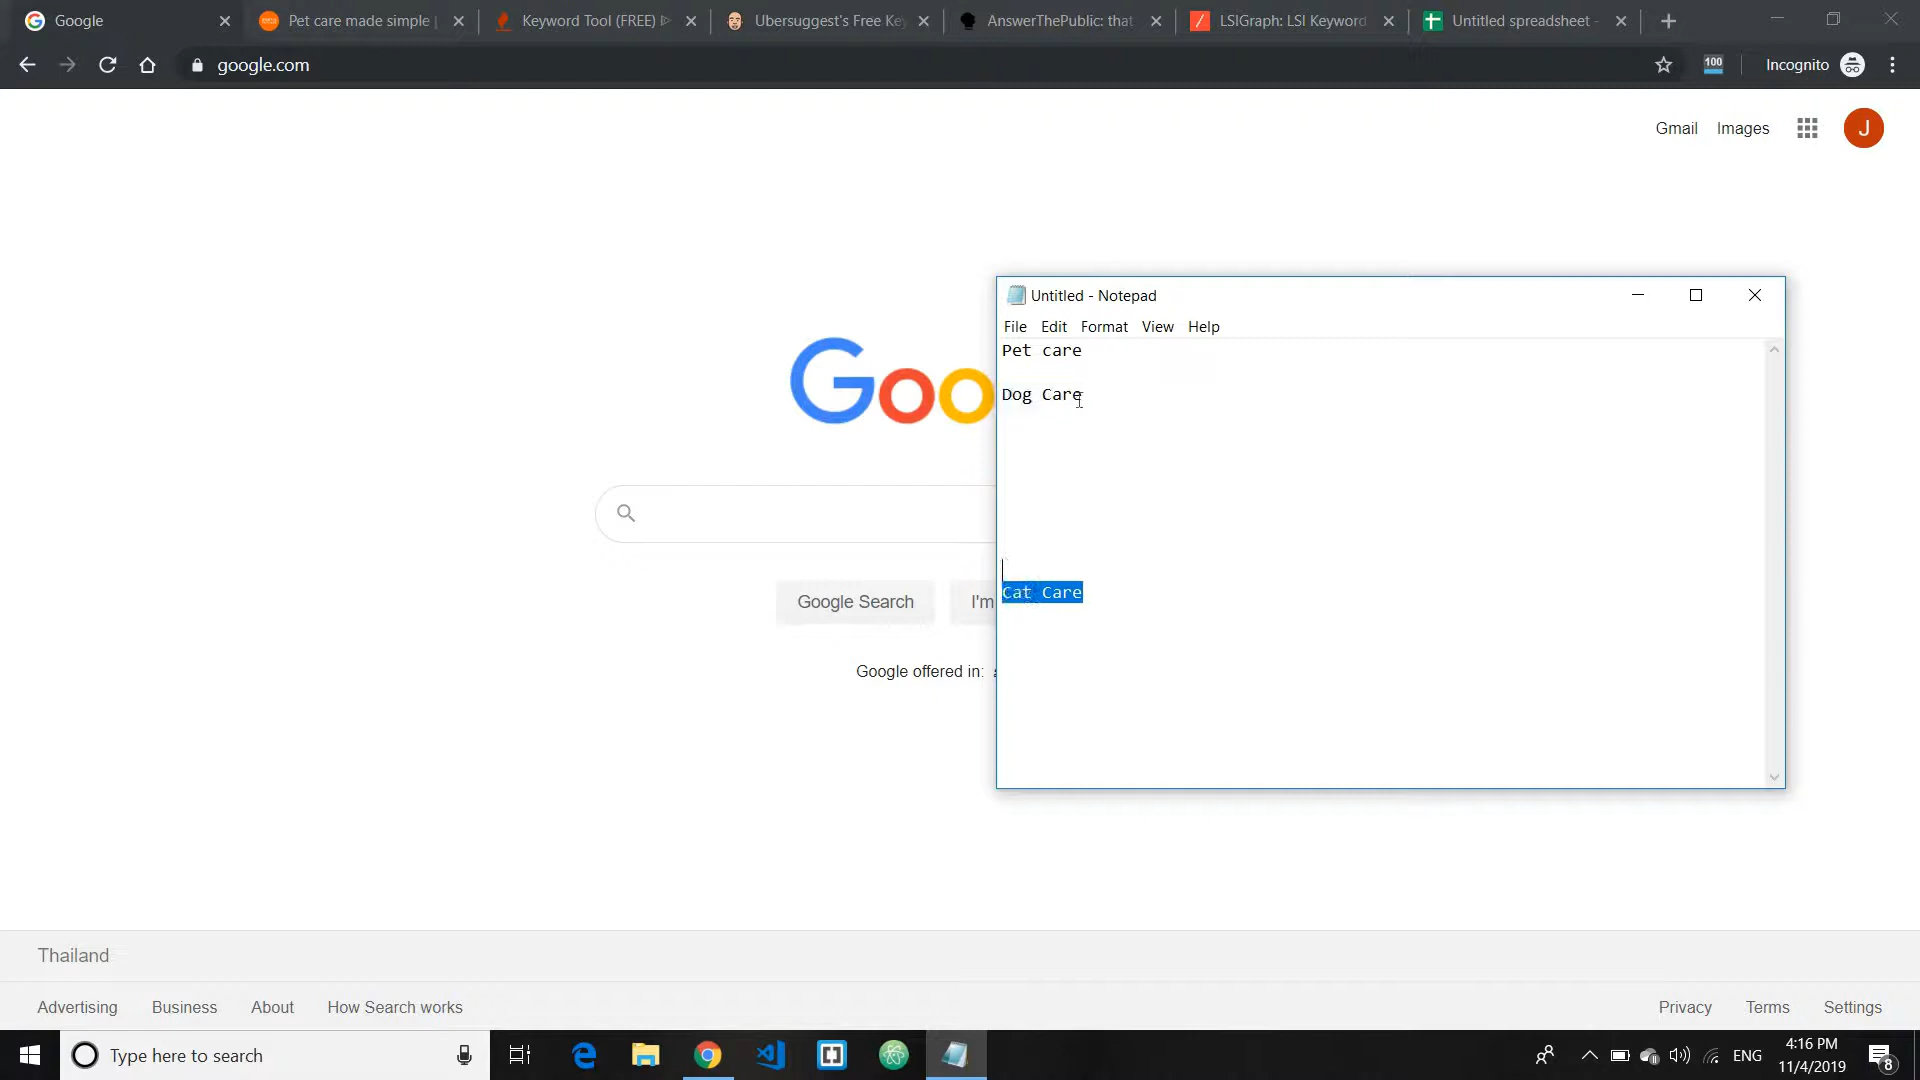 Google
Pet care made simple |
Keyword Tool (FREE)
Ubersuggest's Free Key
AnswerThePublic: that
LSIGraph: LSI Keyword
Untitled spreadsheet -
google.com
100
Incognito
Gmail
Images
J
Goo
Google Search
I'm
Google offered in:
Untitled - Notepad
File Edit Format View Help
Pet care
Dog Care
Cat Care
Thailand
Advertising
Business
About
How Search works
Privacy
Terms
Settings
Type here to search
ENG
4:16 PM
11/4/2019
8